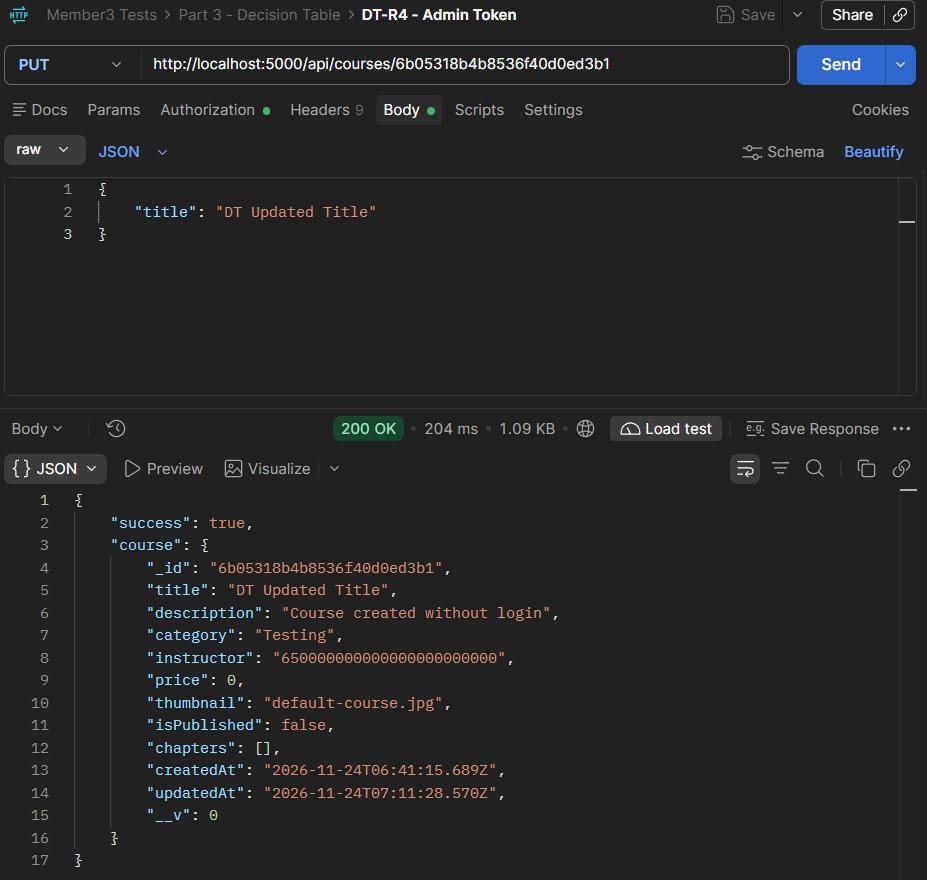 HTTP Member3 Tests > Part 3 - Decision Table > DT-R4 - Admin Token Save Share
PUT http://localhost:5000/api/courses/6b05318b4b8536f40d0ed3b1 Send
Docs Params Authorization Headers 9 Body Scripts Settings Cookies
raw JSON Schema Beautify
1 {
2 "title": "DT Updated Title"
3 }
Body 200 OK • 204 ms • 1.09 KB • Load test e.g. Save Response
{} JSON Preview Visualize
1 {
2 "success": true,
3 "course": {
4 "_id": "6b05318b4b8536f40d0ed3b1",
5 "title": "DT Updated Title",
6 "description": "Course created without login",
7 "category": "Testing",
8 "instructor": "650000000000000000000000",
9 "price": 0,
10 "thumbnail": "default-course.jpg",
11 "isPublished": false,
12 "chapters": [],
13 "createdAt": "2026-11-24T06:41:15.689Z",
14 "updatedAt": "2026-11-24T07:11:28.570Z",
15 "__v": 0
16 }
17 }